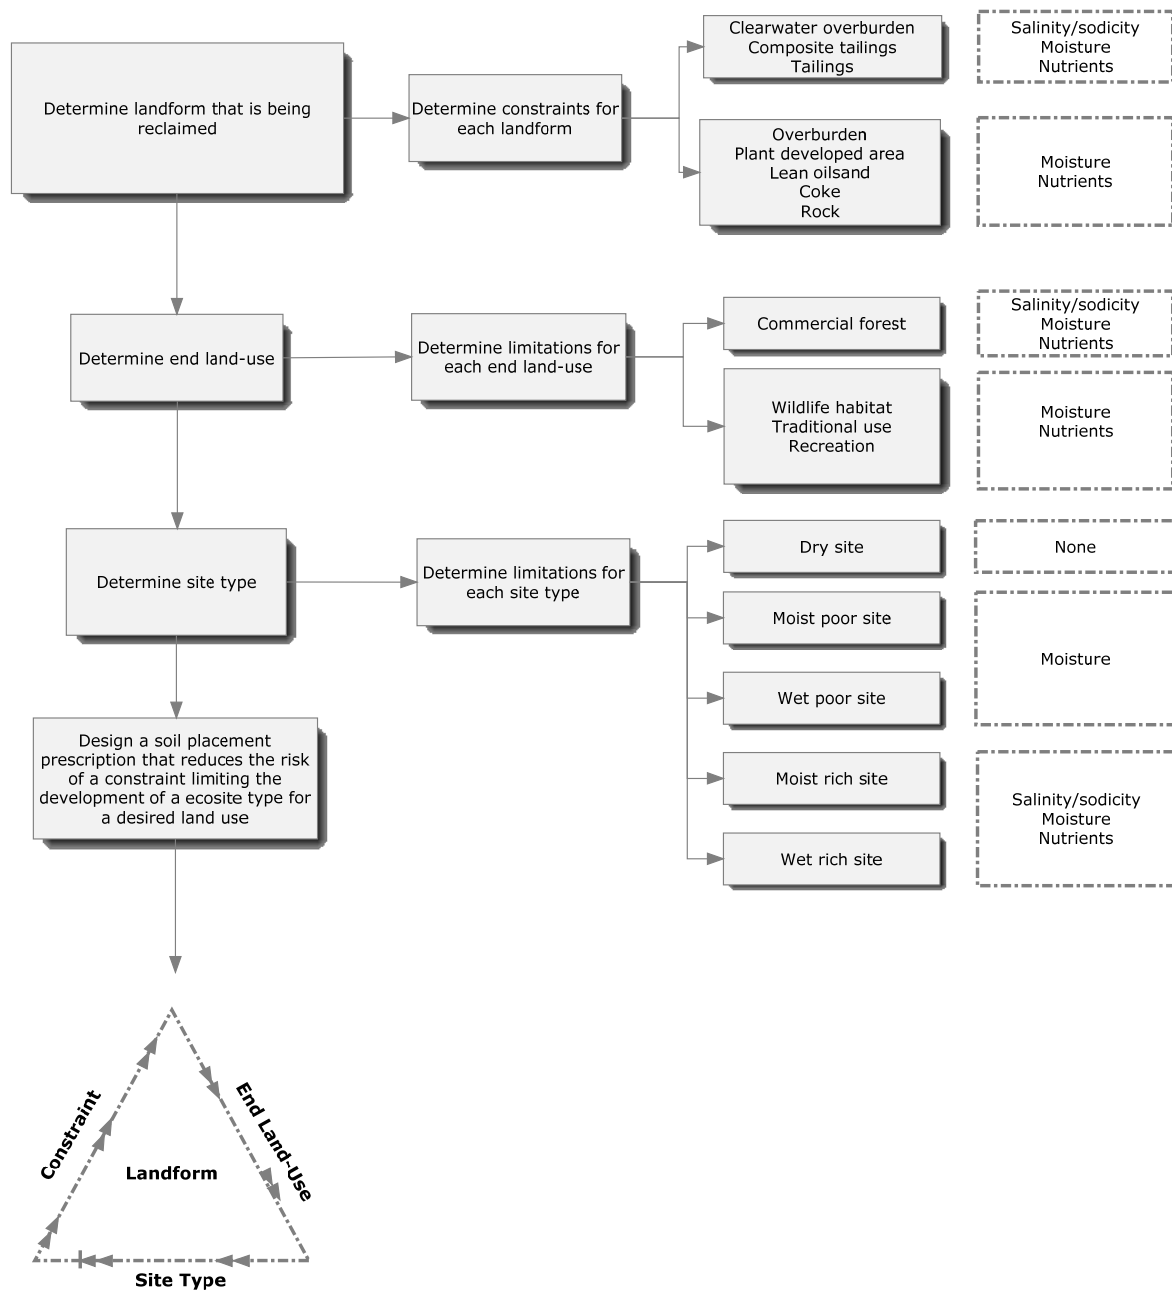 Determine landform that is being
reclaimed
Determine constraints for
each landform
Clearwater overburden
Composite tailings
Tailings
Salinity/sodicity
Moisture
Nutrients
Overburden
Plant developed area
Lean oilsand
Coke
Rock
Moisture
Nutrients
Determine end land-use
Determine limitations for
each end land-use
Commercial forest
Salinity/sodicity
Moisture
Nutrients
Wildlife habitat
Traditional use
Recreation
Moisture
Nutrients
Determine site type
Determine limitations for
each site type
Dry site
None
Moist poor site
Wet poor site
Moisture
Moist rich site
Wet rich site
Salinity/sodicity
Moisture
Nutrients
Design a soil placement
prescription that reduces the risk
of a constraint limiting the
development of a ecosite type for
a desired land use
Constraint
End Land-Use
Landform
Site Type